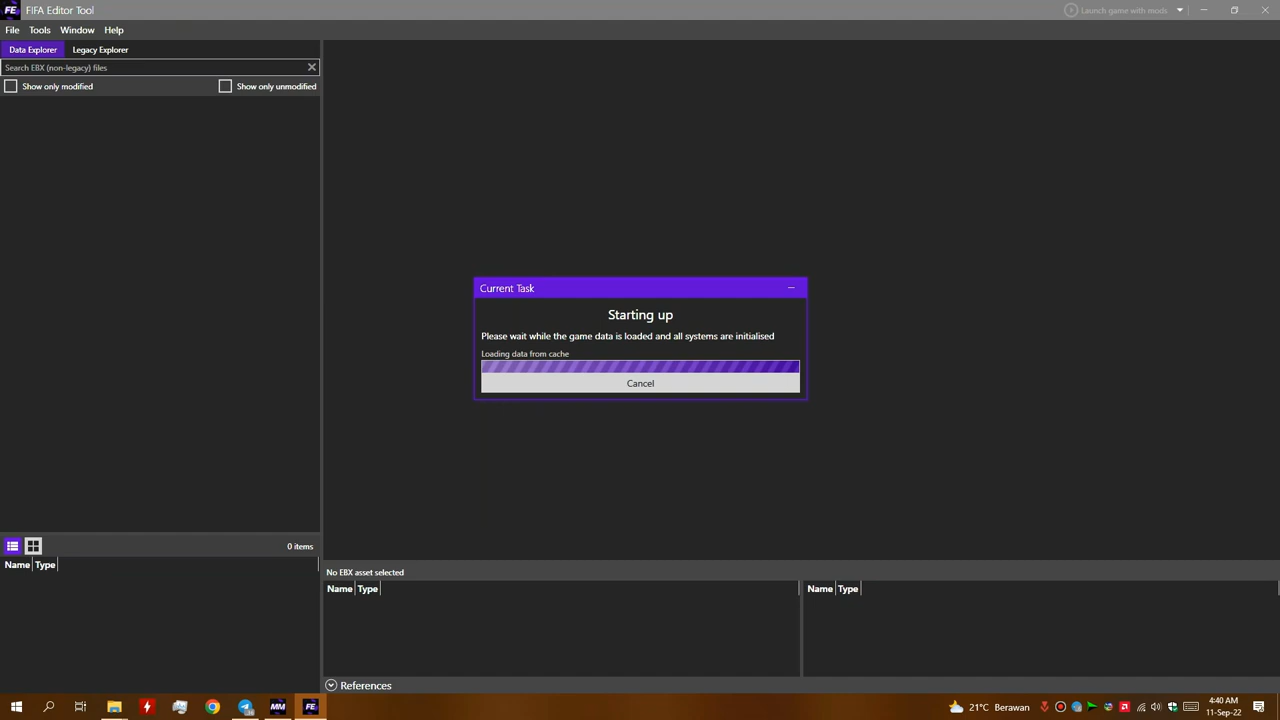 FE FIFA Editor Tool
Launch game with mods
File Tools Window Help
Data Explorer Legacy Explorer
Search EBX (non-legacy) files
Show only modified Show only unmodified
Current Task
Starting up
Please wait while the game data is loaded and all systems are initialised
Loading data from cache
Cancel
0 items
Name Type
No EBX asset selected
Name Type
Name Type
References
MM FE
21°C Berawan
4:40 AM
11-Sep-22